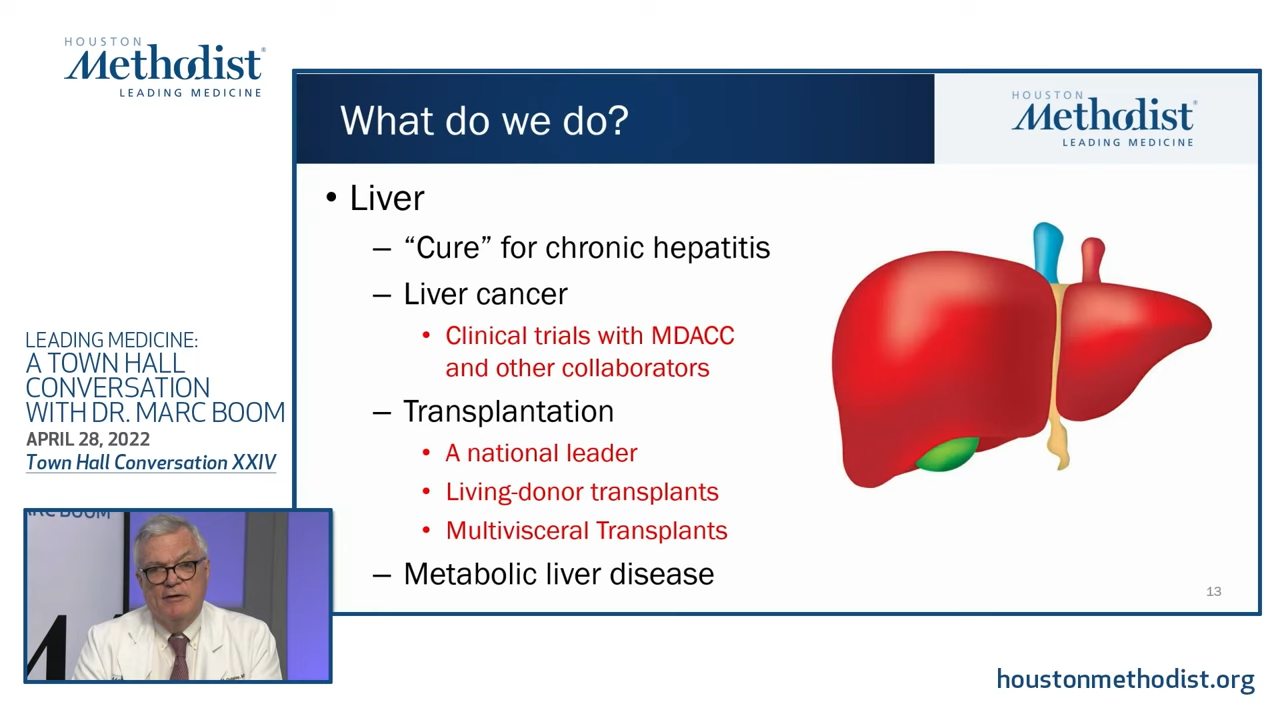 HOUSTON
Methodist®
LEADING MEDICINE
What do we do?
HOUSTON
Methodist®
LEADING MEDICINE
• Liver
– “Cure” for chronic hepatitis
– Liver cancer
• Clinical trials with MDACC
and other collaborators
– Transplantation
• A national leader
• Living-donor transplants
• Multivisceral Transplants
– Metabolic liver disease
13
LEADING MEDICINE:
A TOWN HALL
CONVERSATION
WITH DR. MARC BOOM
APRIL 28, 2022
Town Hall Conversation XXIV
MARC BOOM
houstonmethodist.org